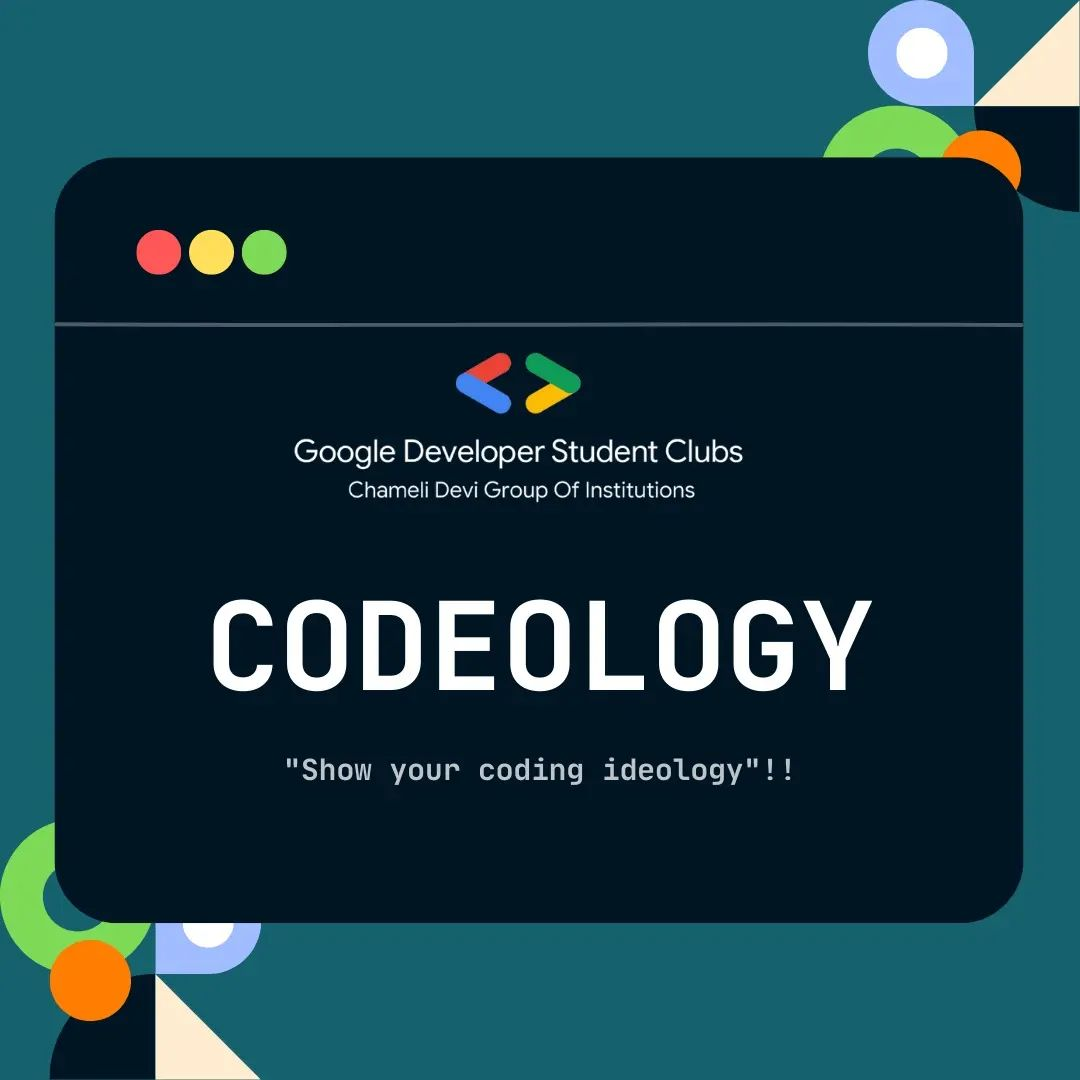 Google Developer Student Clubs
Chameli Devi Group Of Institutions
CODEOLOGY
"Show your coding ideology"!!